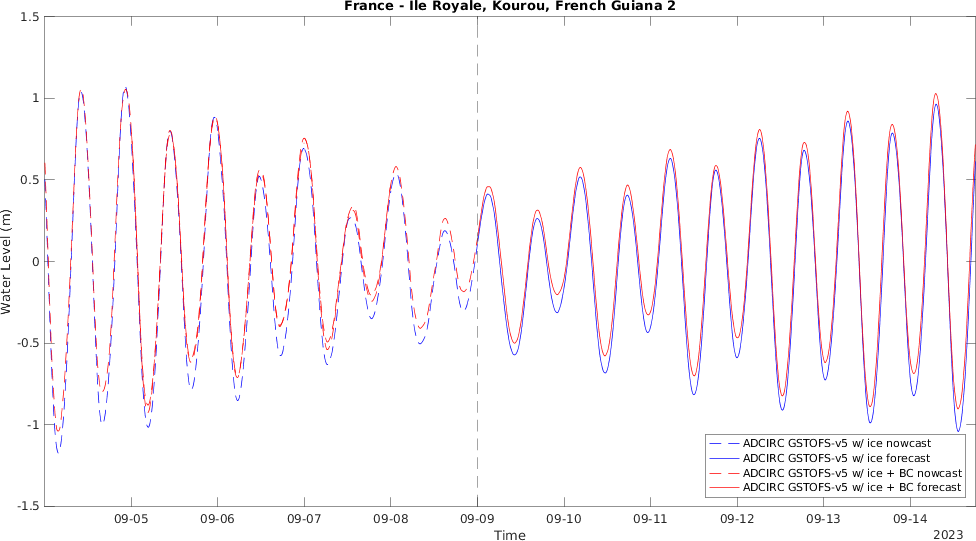 France - Ile Royale, Kourou, French Guiana 2
1.5
1
0.5
0
-0.5
-1
-1.5
Water Level (m)
ADCIRC GSTOFS-v5 w/ ice nowcast
ADCIRC GSTOFS-v5 w/ ice forecast
ADCIRC GSTOFS-v5 w/ ice + BC nowcast
ADCIRC GSTOFS-v5 w/ ice + BC forecast
09-05 09-06 09-07 09-08 09-09 09-10 09-11 09-12 09-13 09-14
Time
2023